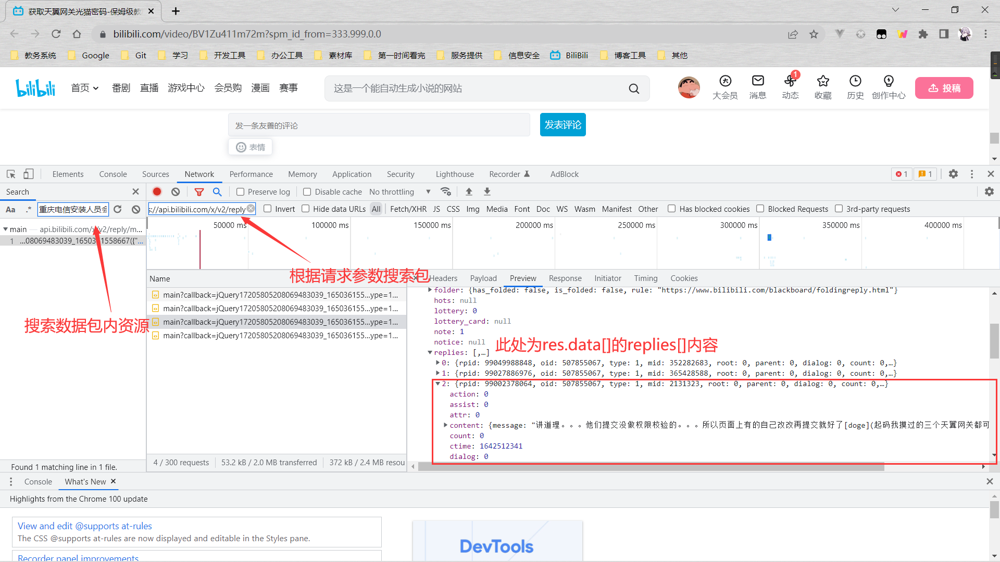 获取天翼网关光猫密码-保姆级教
bilibili.com/video/BV1Zu411m72m?spm_id_from=333.999.0.0
教务系统 Google Git 学习 开发工具 办公工具 素材库 第一时间看完 服务提供 信息安全 BiliBili 博客工具 其他
bilibili 首页 番剧 直播 游戏中心 会员购 漫画 赛事 这是一个能自动生成小说的网站 大会员 消息 1 动态 收藏 历史 创作中心 投稿
发一条友善的评论 发表评论
表情
Elements Console Sources Network Performance Memory Application Security Lighthouse Recorder AdBlock 1 1
Search Preserve log Disable cache No throttling
Aa .* 重庆电信安装人员会 s://api.bilibili.com/x/v2/reply Invert Hide data URLs All Fetch/XHR JS CSS Img Media Font Doc WS Wasm Manifest Other Has blocked cookies Blocked Requests 3rd-party requests
main — api.bilibili.com/x/v2/reply/m...
1 ...08069483039_1650361558667({"...
50000 ms 100000 ms 150000 ms 200000 ms 250000 ms 300000 ms 350000 ms 400000 ms
根据请求参数搜索包
搜索数据包内资源
Name
main?callback=jQuery17205805208069483039_165036155...ype=1...
main?callback=jQuery17205805208069483039_165036155...ype=1...
main?callback=jQuery17205805208069483039_165036155...ype=1...
main?callback=jQuery17205805208069483039_165036155...ype=1...
Headers Payload Preview Response Initiator Timing Cookies
folder: {has_folded: false, is_folded: false, rule: "https://www.bilibili.com/blackboard/foldingreply.html"}
hots: null
lottery: 0
lottery_card: null
note: 1
notice: null
此处为res.data[]的replies[]内容
replies: [,…]
0: {rpid: 99049988848, oid: 507855067, type: 1, mid: 352282683, root: 0, parent: 0, dialog: 0, count: 0,…}
1: {rpid: 99027886976, oid: 507855067, type: 1, mid: 365428588, root: 0, parent: 0, dialog: 0, count: 0,…}
2: {rpid: 99002378064, oid: 507855067, type: 1, mid: 2131323, root: 0, parent: 0, dialog: 0, count: 0,…}
action: 0
assist: 0
attr: 0
content: {message: "讲道理。。。他们提交没做权限校验的。。。所以页面上有的自己改改再提交就好了[doge](起码我摸过的三个天翼网关都可
count: 0
ctime: 1642512341
dialog: 0
Found 1 matching line in 1 file.
4 / 300 requests 53.2 kB / 2.0 MB transferred 372 kB / 2.4 MB resou
Console What's New
Highlights from the Chrome 100 update
View and edit @supports at-rules
The CSS @supports at-rules are now displayed and editable in the Styles pane.
Recorder panel improvements
DevTools